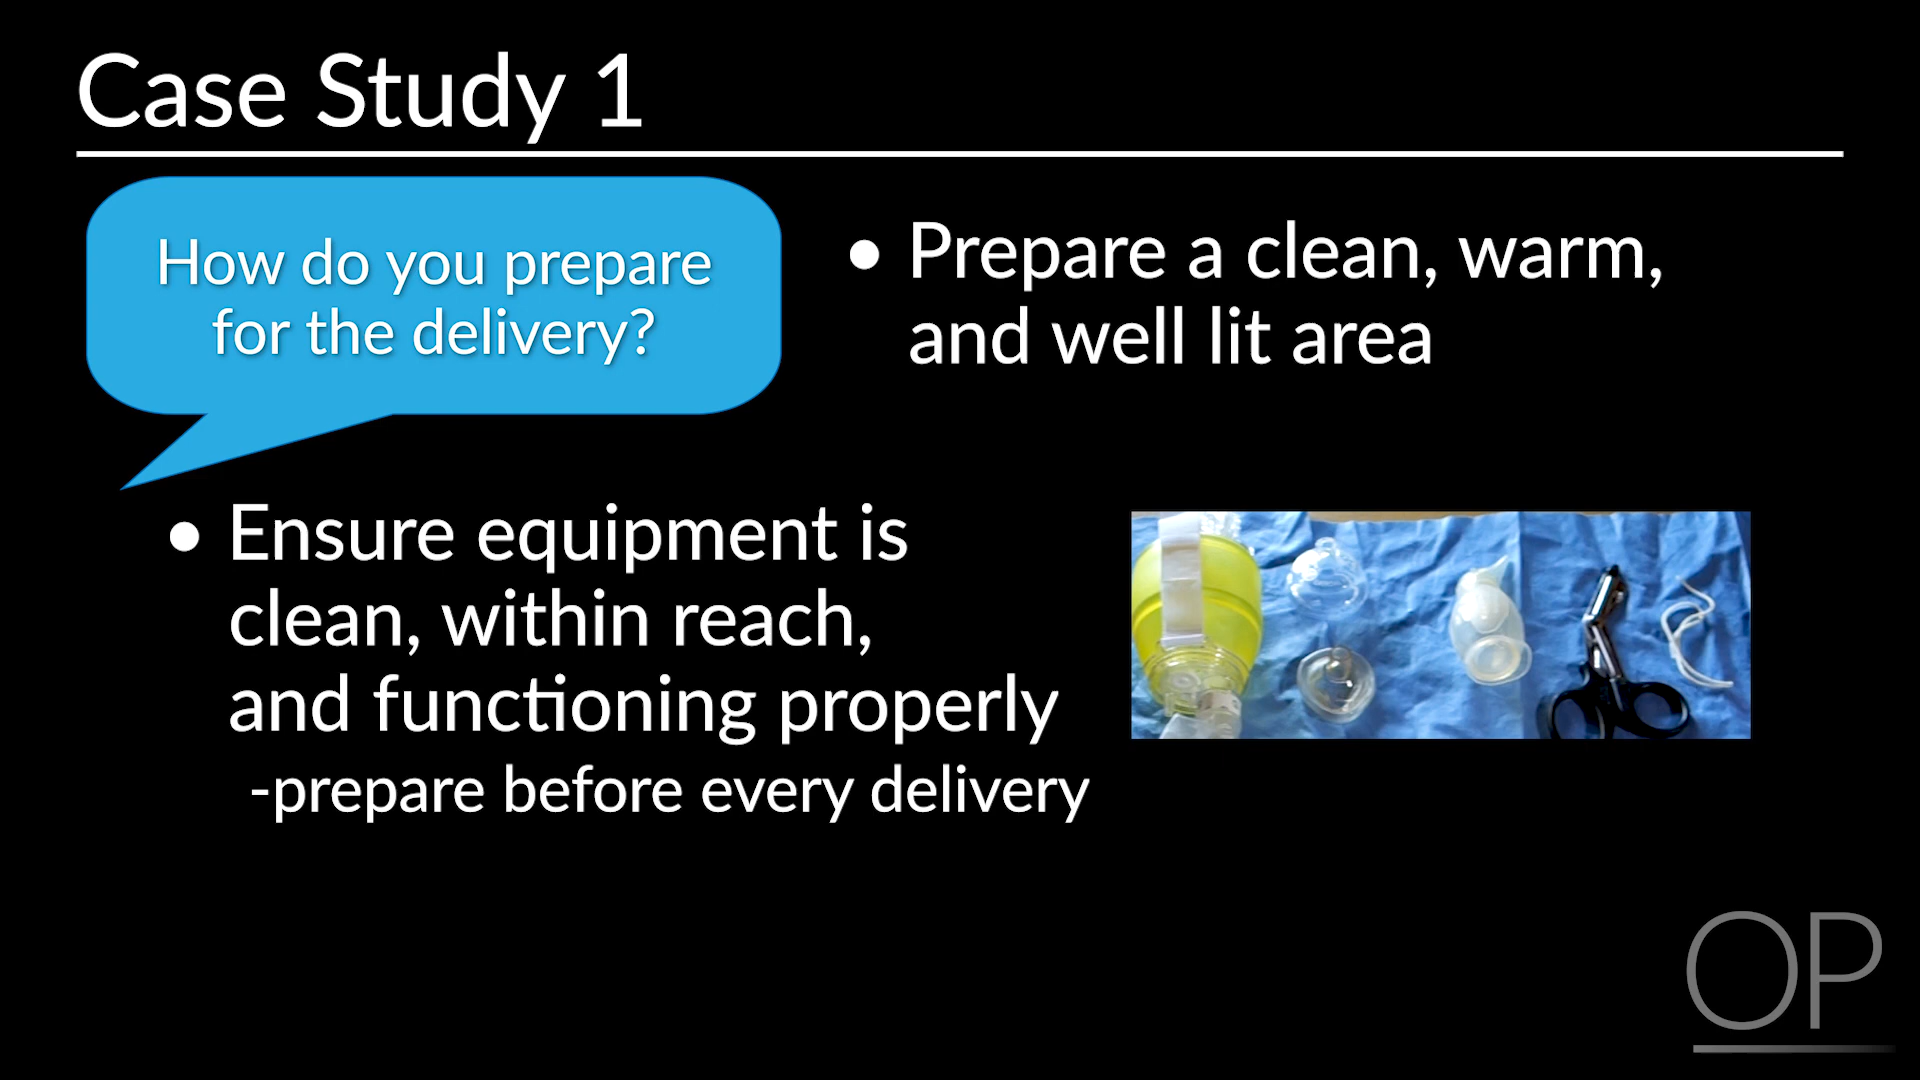 Case Study 1
How do you prepare
for the delivery?
• Prepare a clean, warm,
and well lit area
• Ensure equipment is
clean, within reach,
and functioning properly
-prepare before every delivery
OP